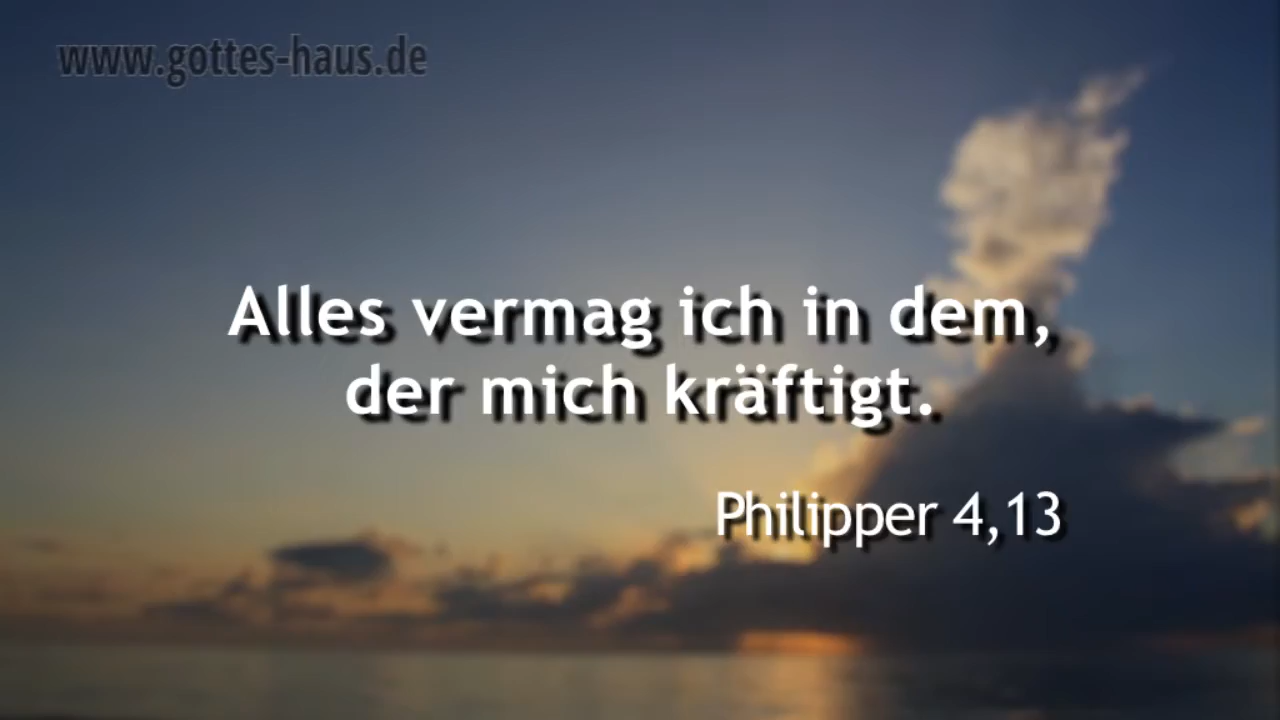 www.gottes-haus.de
Alles vermag ich in dem,
der mich kräftigt.
Philipper 4,13